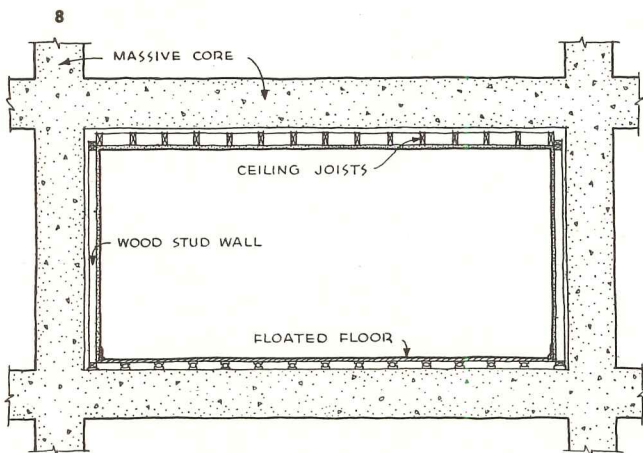 8
MASSIVE CORE
CEILING JOISTS
WOOD STUD WALL
FLOATED FLOOR